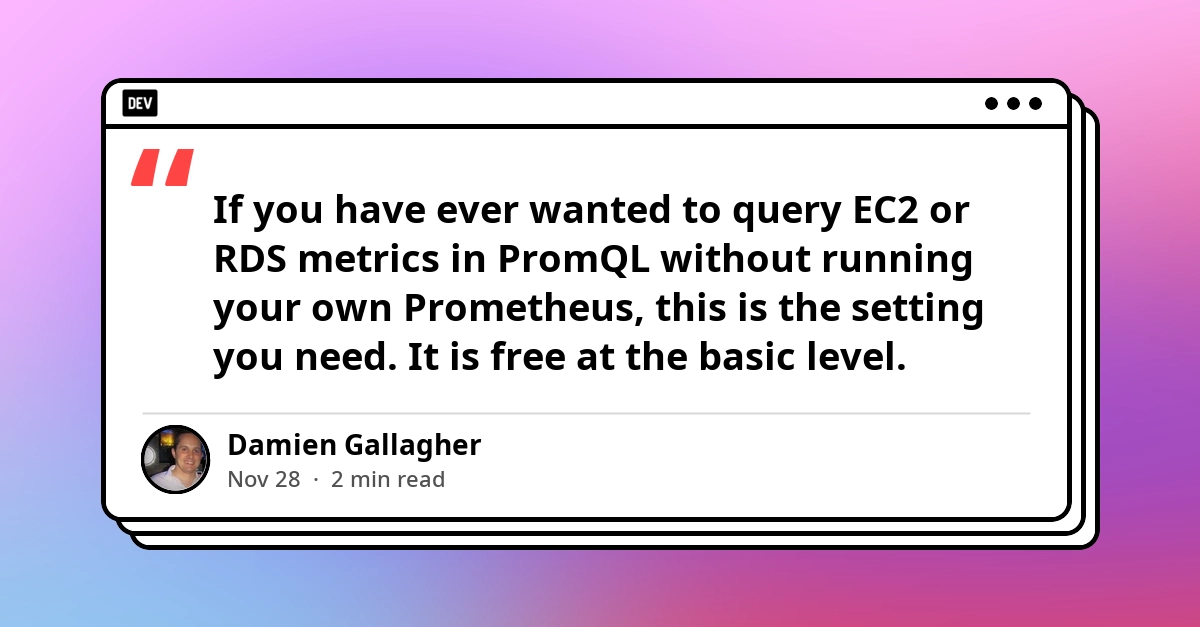 DEV
If you have ever wanted to query EC2 or
RDS metrics in PromQL without running
your own Prometheus, this is the setting
you need. It is free at the basic level.
Damien Gallagher
Nov 28 · 2 min read